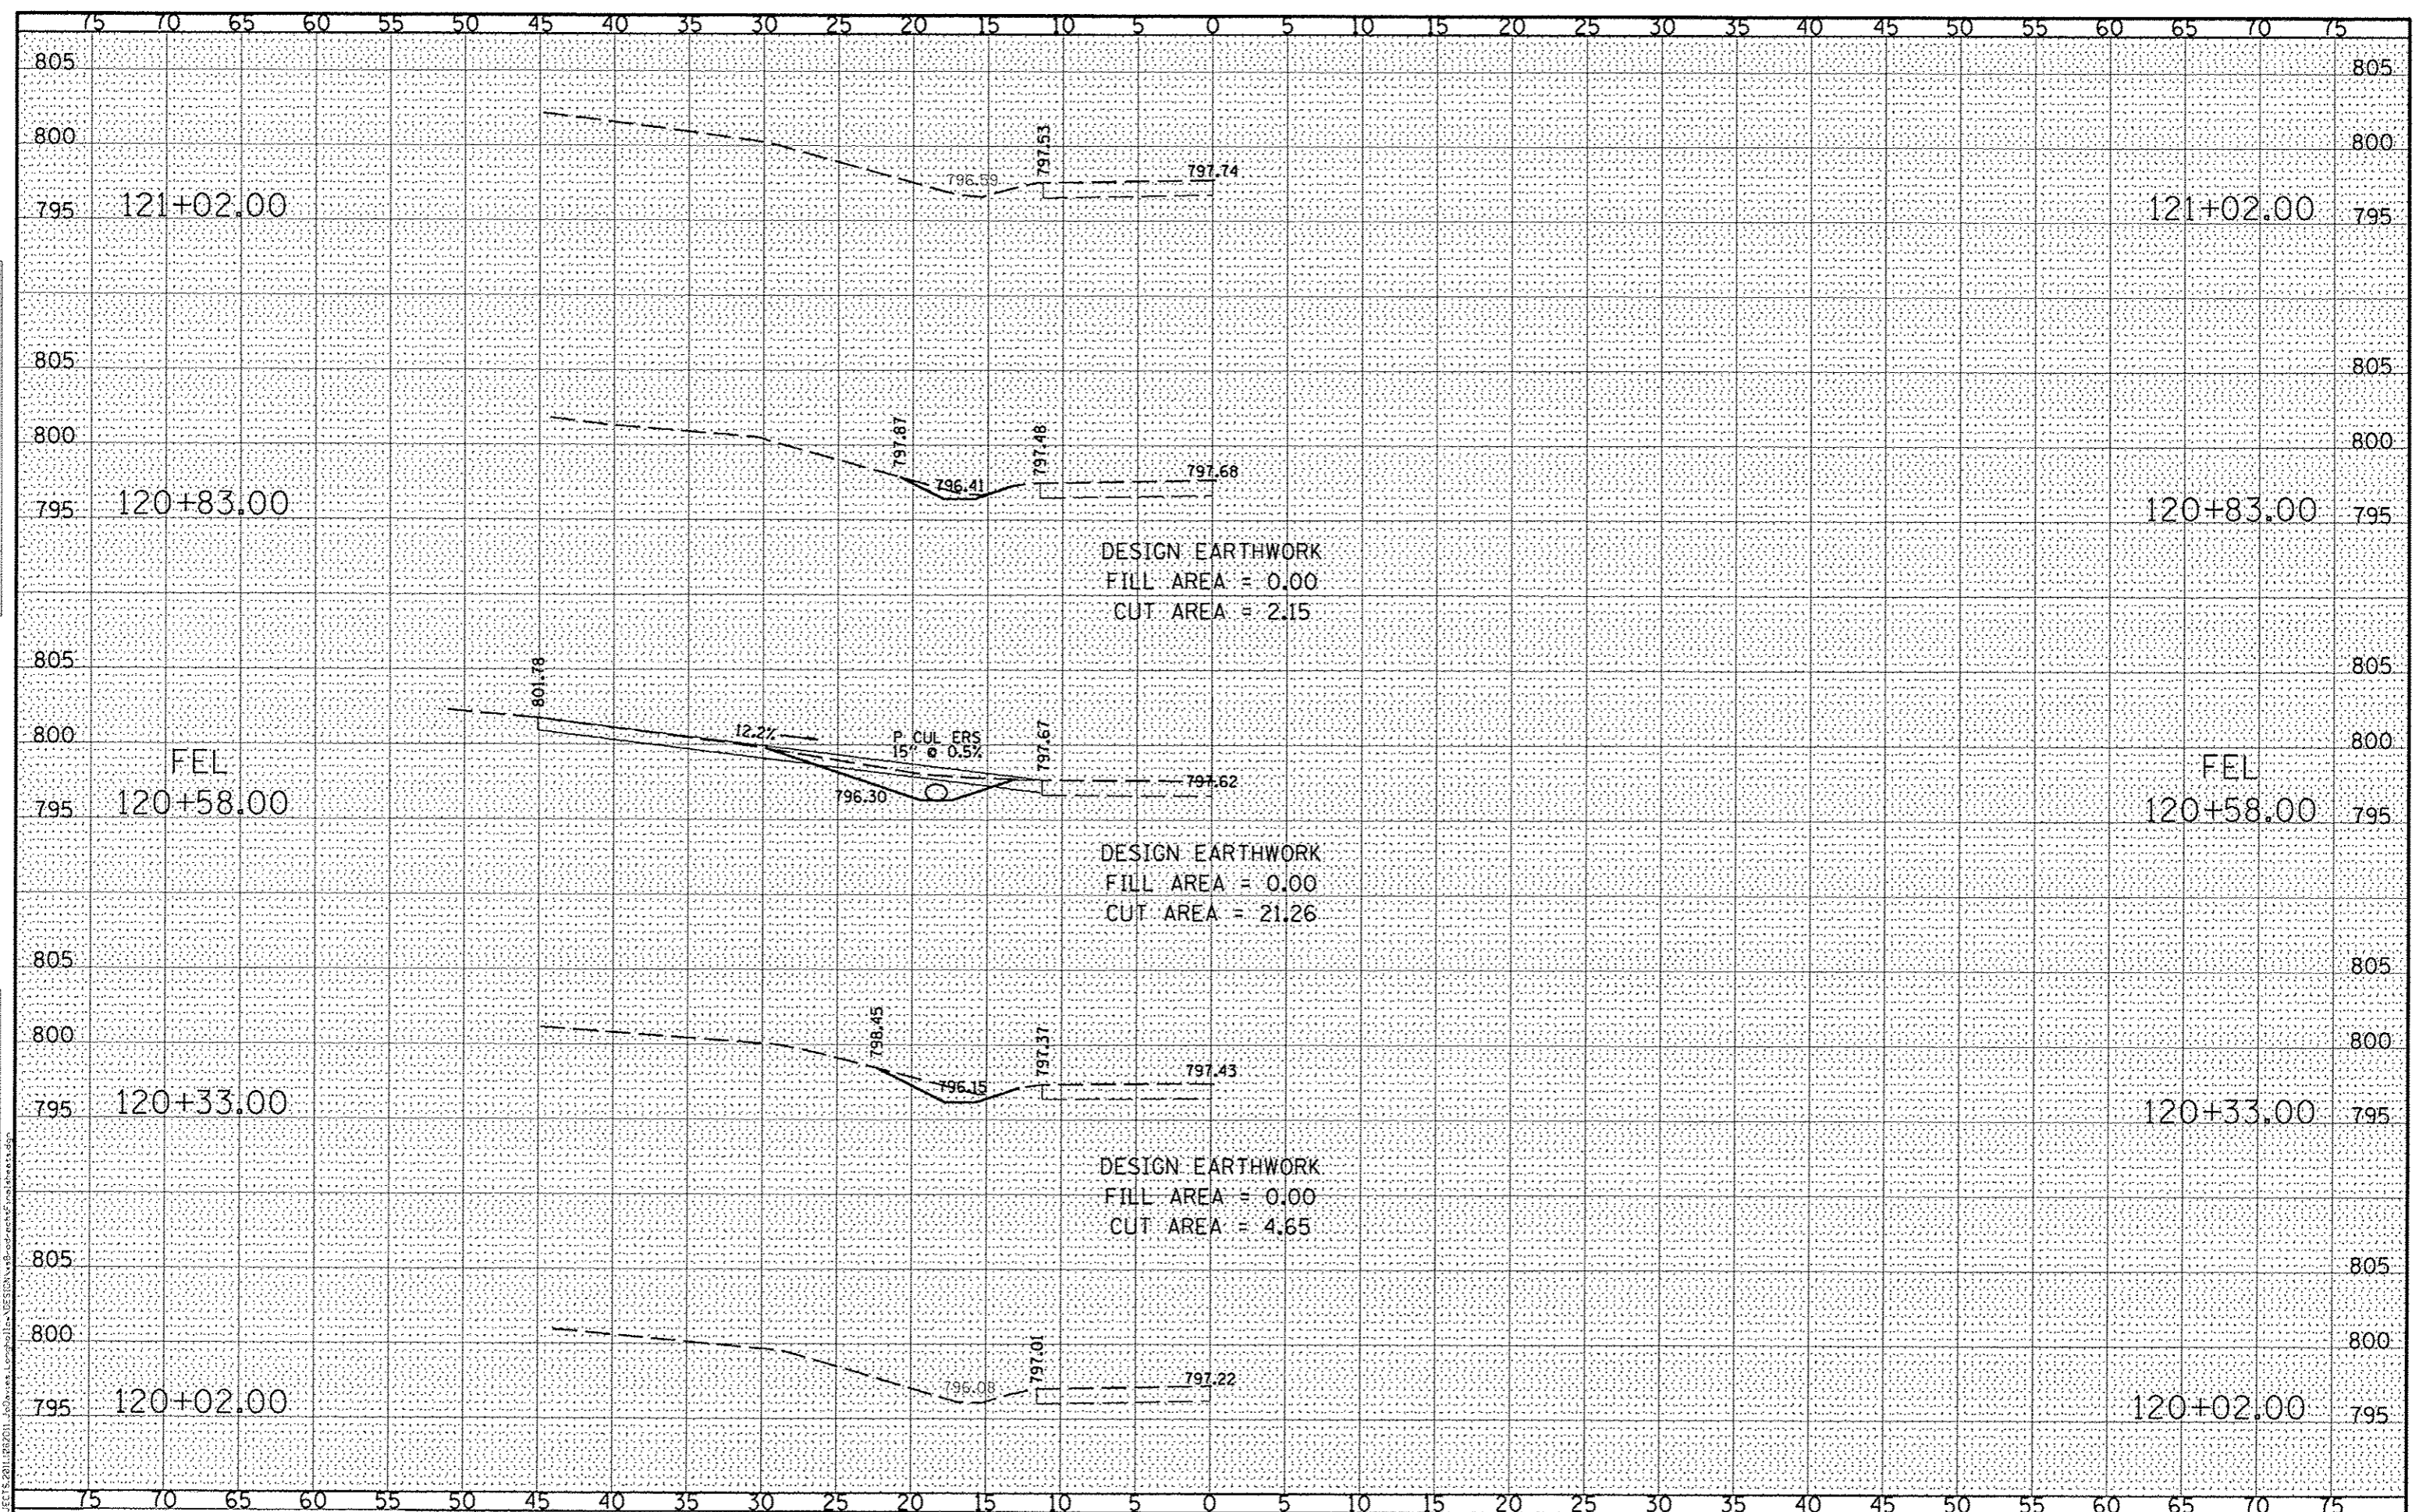 75 70 65 60 55 50 45 40 35 30 25 20 15 10 5 0 5 10 15 20 25 30 35 40 45 50 55 60 65 70 75
805 805
800 797.53 800
796.59 797.74
795 121+02.00 121+02.00 795
805 805
800 797.87 797.48 800
796.41 797.68
795 120+83.00 120+83.00 795
DESIGN EARTHWORK
FILL AREA = 0.00
CUT AREA = 2.15
805 801.78 805
12.2% P CUL ERS 797.67
800 15" @ 0.5% 800
FEL FEL
797.62
796.30
795 120+58.00 120+58.00 795
DESIGN EARTHWORK
FILL AREA = 0.00
CUT AREA = 21.26
805 805
800 798.45 797.37 800
796.15 797.43
795 120+33.00 120+33.00 795
DESIGN EARTHWORK
FILL AREA = 0.00
CUT AREA = 4.65
805 805
800 797.01 800
796.08 797.22
795 120+02.00 120+02.00 795
75 70 65 60 55 50 45 40 35 30 25 20 15 10 5 0 5 10 15 20 25 30 35 40 45 50 55 60 65 70 75